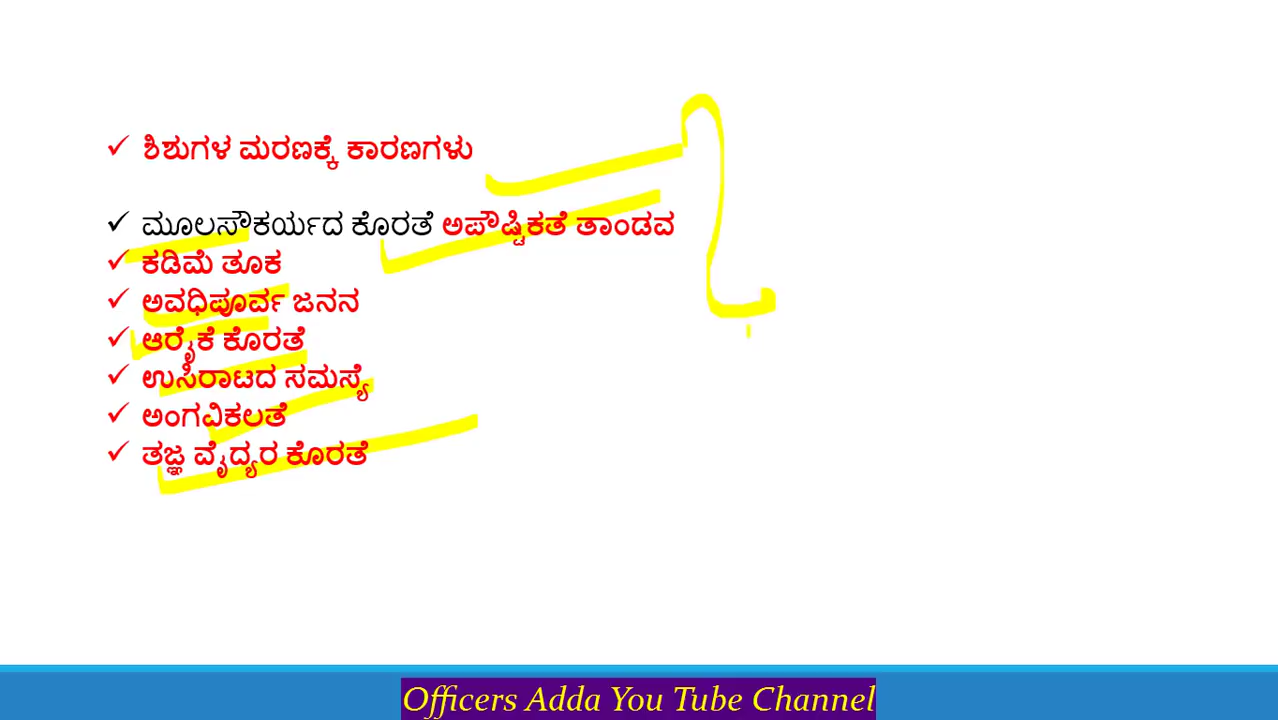 ✓ ಶಿಶುಗಳ ಮರಣಕ್ಕೆ ಕಾರಣಗಳು
✓ ಮೂಲಸೌಕರ್ಯದ ಕೊರತೆ ಅಪೌಷ್ಟಿಕತೆ ತಾಂಡವ
✓ ಕಡಿಮೆ ತೂಕ
✓ ಅವಧಿಪೂರ್ವ ಜನನ
✓ ಆರೈಕೆ ಕೊರತೆ
✓ ಉಸಿರಾಟದ ಸಮಸ್ಯೆ
✓ ಅಂಗವಿಕಲತೆ
✓ ತಜ್ಞ ವೈದ್ಯರ ಕೊರತೆ
Officers Adda You Tube Channel